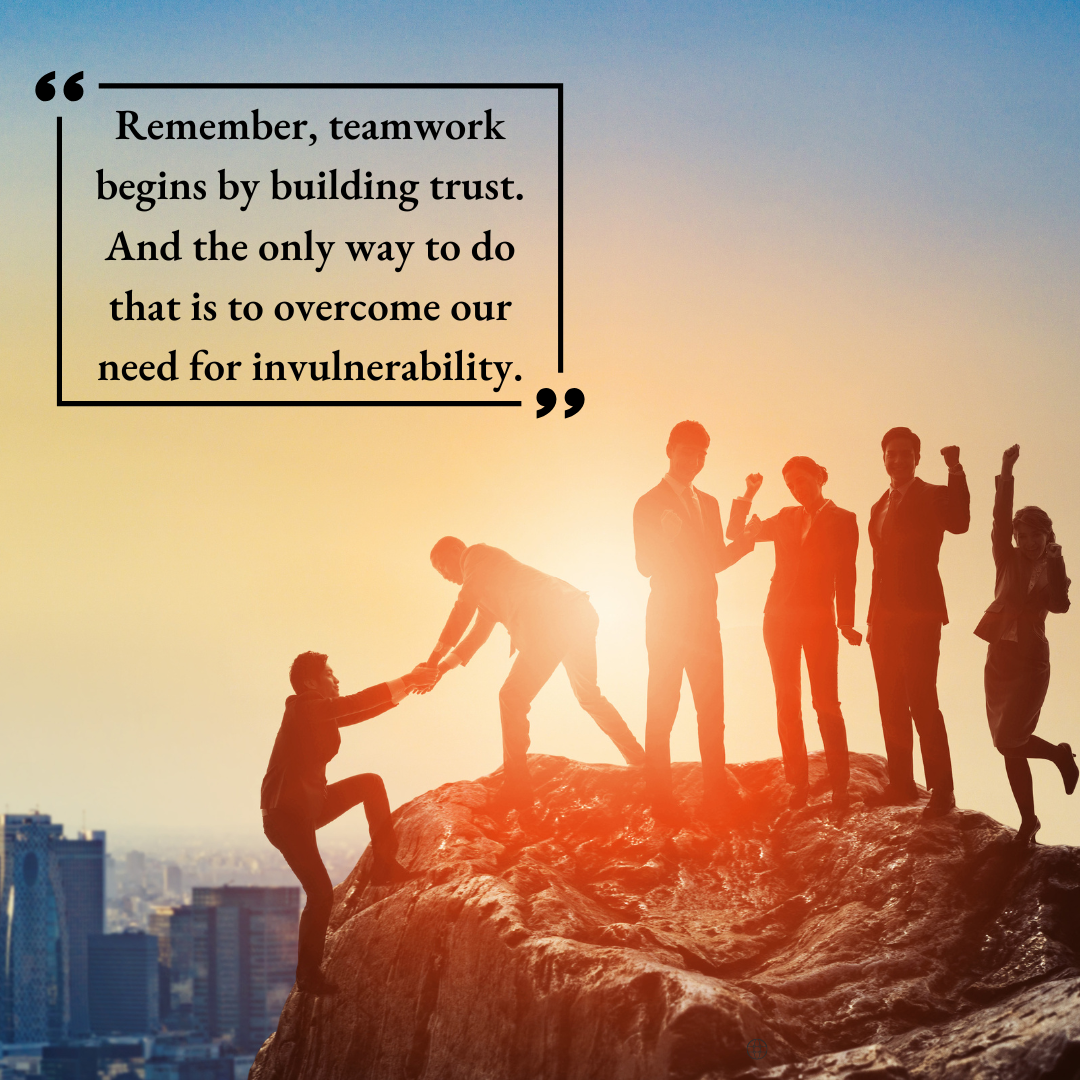 Remember, teamwork
begins by building trust.
And the only way to do
that is to overcome our
need for invulnerability.